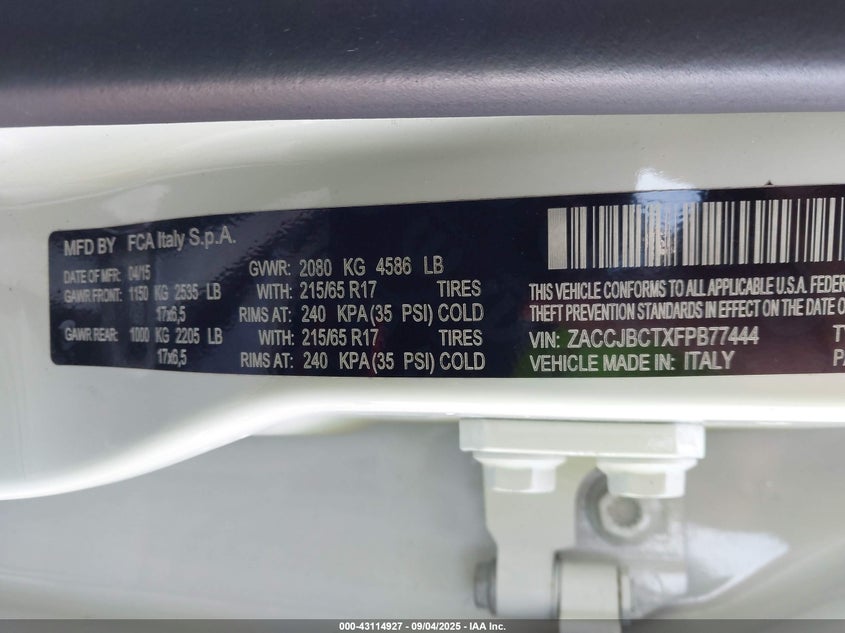 MFD BY FCA Italy S.p.A.
DATE OF MFR: 04/15 GVWR: 2080 KG 4586 LB
GAWR FRONT: 1150 KG 2535 LB WITH: 215/65 R17 TIRES
17x6,5 RIMS AT: 240 KPA (35 PSI) COLD
GAWR REAR: 1000 KG 2205 LB WITH: 215/65 R17 TIRES
17x6,5 RIMS AT: 240 KPA (35 PSI) COLD
THIS VEHICLE CONFORMS TO ALL APPLICABLE U.S.A. FEDER
THEFT PREVENTION STANDARDS IN EFFECT ON THE DATE O
VIN: ZACCJBCTXFPB77444 TY
VEHICLE MADE IN: ITALY PA
000-43114927 - 09/04/2025 - IAA Inc.